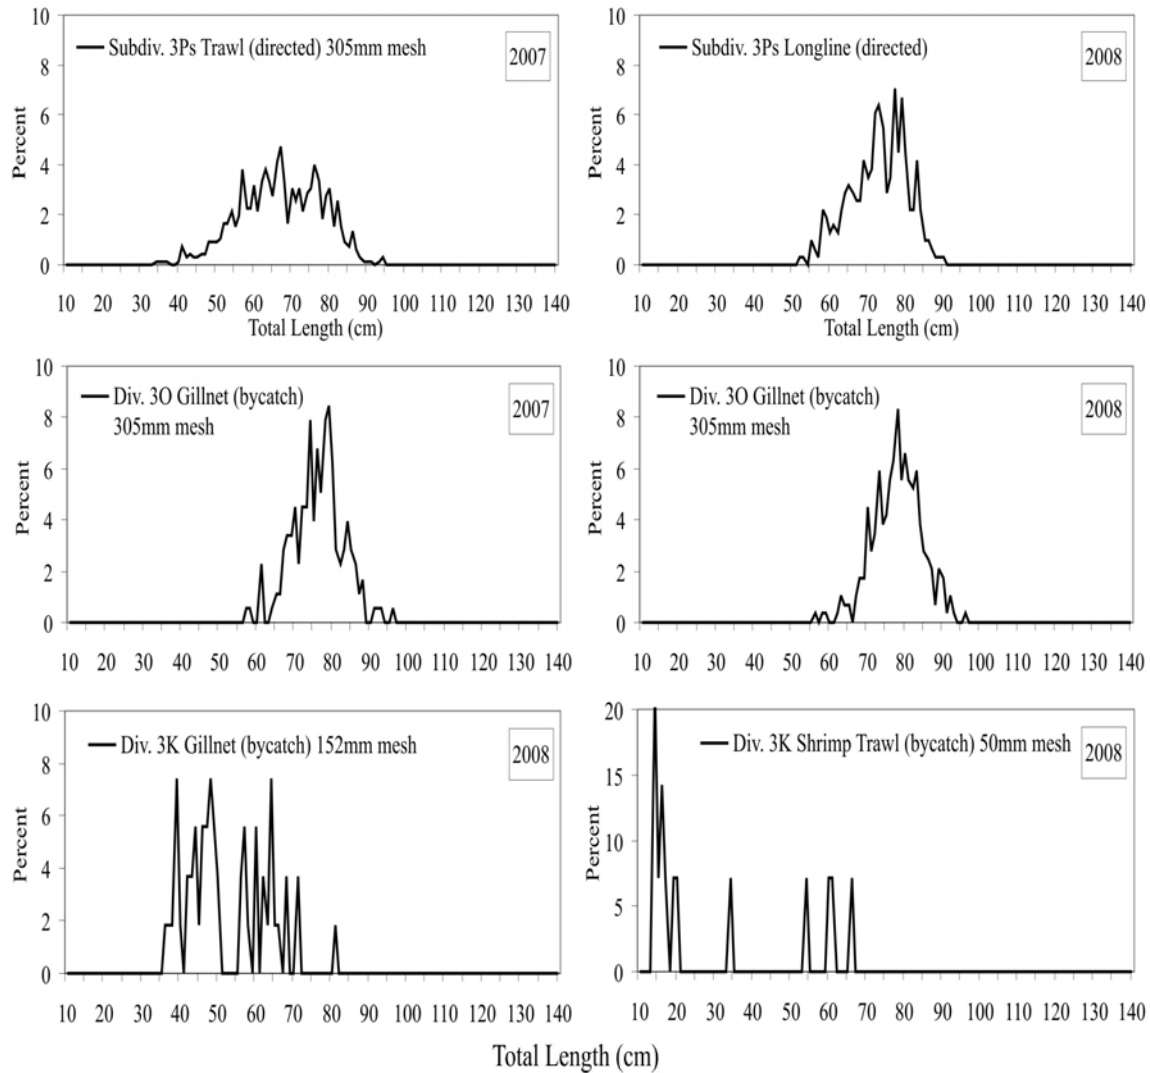 10
8
6
4
2
0
Percent
Subdiv. 3Ps Trawl (directed) 305mm mesh
2007
10 20 30 40 50 60 70 80 90 100 110 120 130 140
Total Length (cm)
10
8
6
4
2
0
Percent
Subdiv. 3Ps Longline (directed)
2008
10 20 30 40 50 60 70 80 90 100 110 120 130 140
Total Length (cm)
10
8
6
4
2
0
Percent
Div. 3O Gillnet (bycatch)
305mm mesh
2007
10 20 30 40 50 60 70 80 90 100 110 120 130 140
10
8
6
4
2
0
Percent
Div. 3O Gillnet (bycatch)
305mm mesh
2008
10 20 30 40 50 60 70 80 90 100 110 120 130 140
10
8
6
4
2
0
Percent
Div. 3K Gillnet (bycatch) 152mm mesh
2008
10 20 30 40 50 60 70 80 90 100 110 120 130 140
20
15
10
5
0
Percent
Div. 3K Shrimp Trawl (bycatch) 50mm mesh
2008
10 20 30 40 50 60 70 80 90 100 110 120 130 140
Total Length (cm)